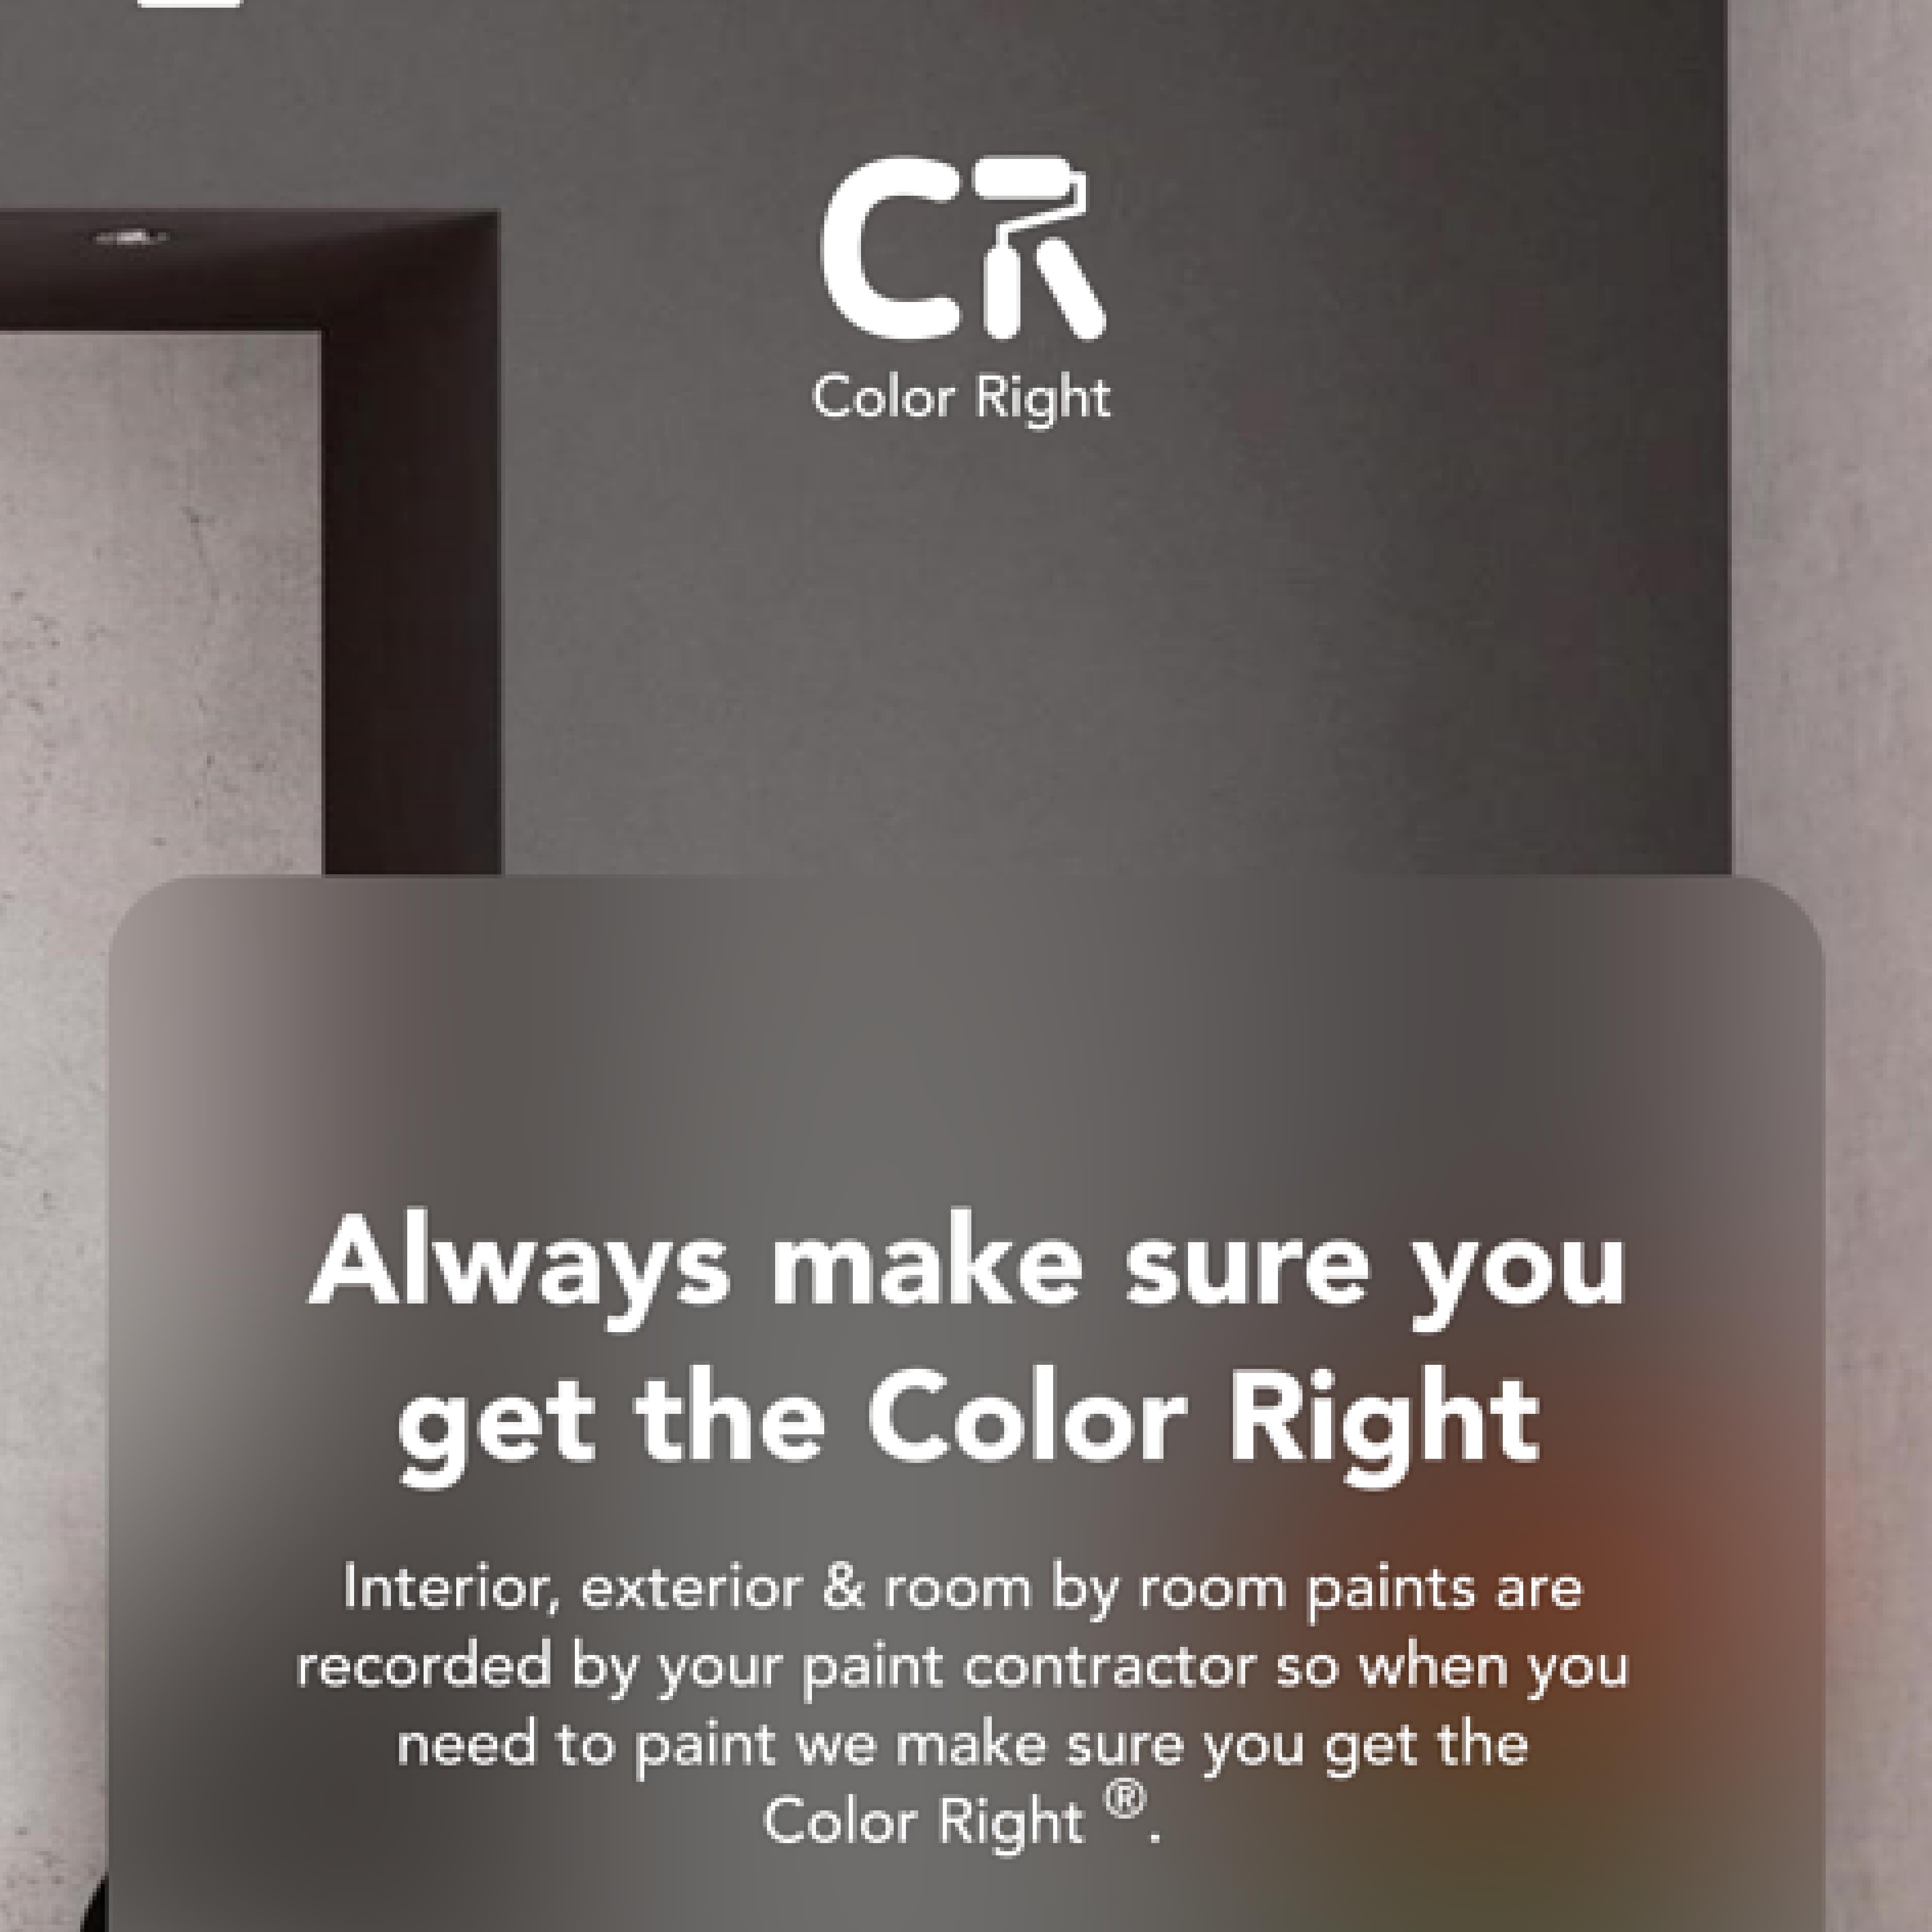 CR
Color Right
Always make sure you
get the Color Right
Interior, exterior & room by room paints are
recorded by your paint contractor so when you
need to paint we make sure you get the
Color Right ®.